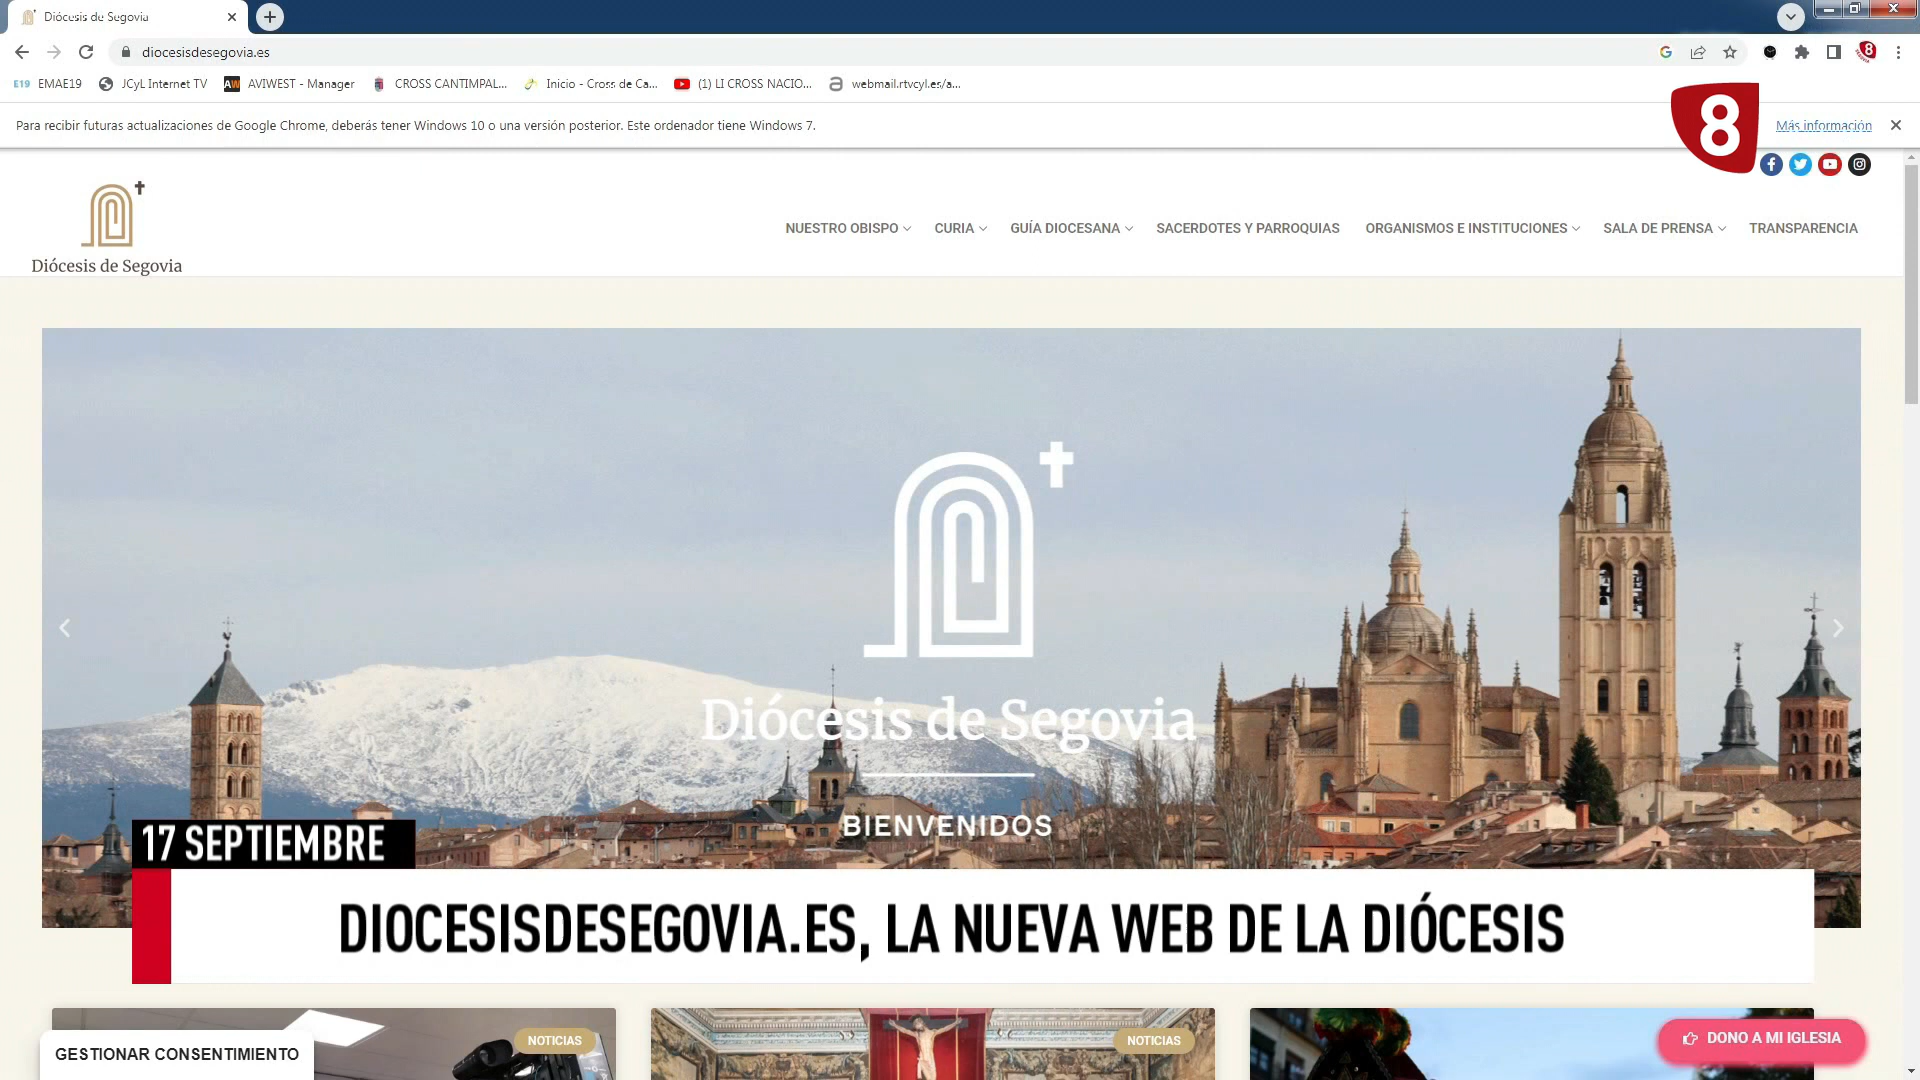 Diócesis de Segovia
diocesisdesegovia.es
E19 EMAE19 JCyL Internet TV AW AVIWEST - Manager CROSS CANTIMPAL... Inicio - Cross de Ca... (1) LI CROSS NACIO... webmail.rtvcyl.es/a...
Para recibir futuras actualizaciones de Google Chrome, deberás tener Windows 10 o una versión posterior. Este ordenador tiene Windows 7.
Más información
8
Diócesis de Segovia
NUESTRO OBISPO CURIA GUÍA DIOCESANA SACERDOTES Y PARROQUIAS ORGANISMOS E INSTITUCIONES SALA DE PRENSA TRANSPARENCIA
Diócesis de Segovia
BIENVENIDOS
17 SEPTIEMBRE
DIOCESISDESEGOVIA.ES, LA NUEVA WEB DE LA DIÓCESIS
NOTICIAS
NOTICIAS
GESTIONAR CONSENTIMIENTO
DONO A MI IGLESIA